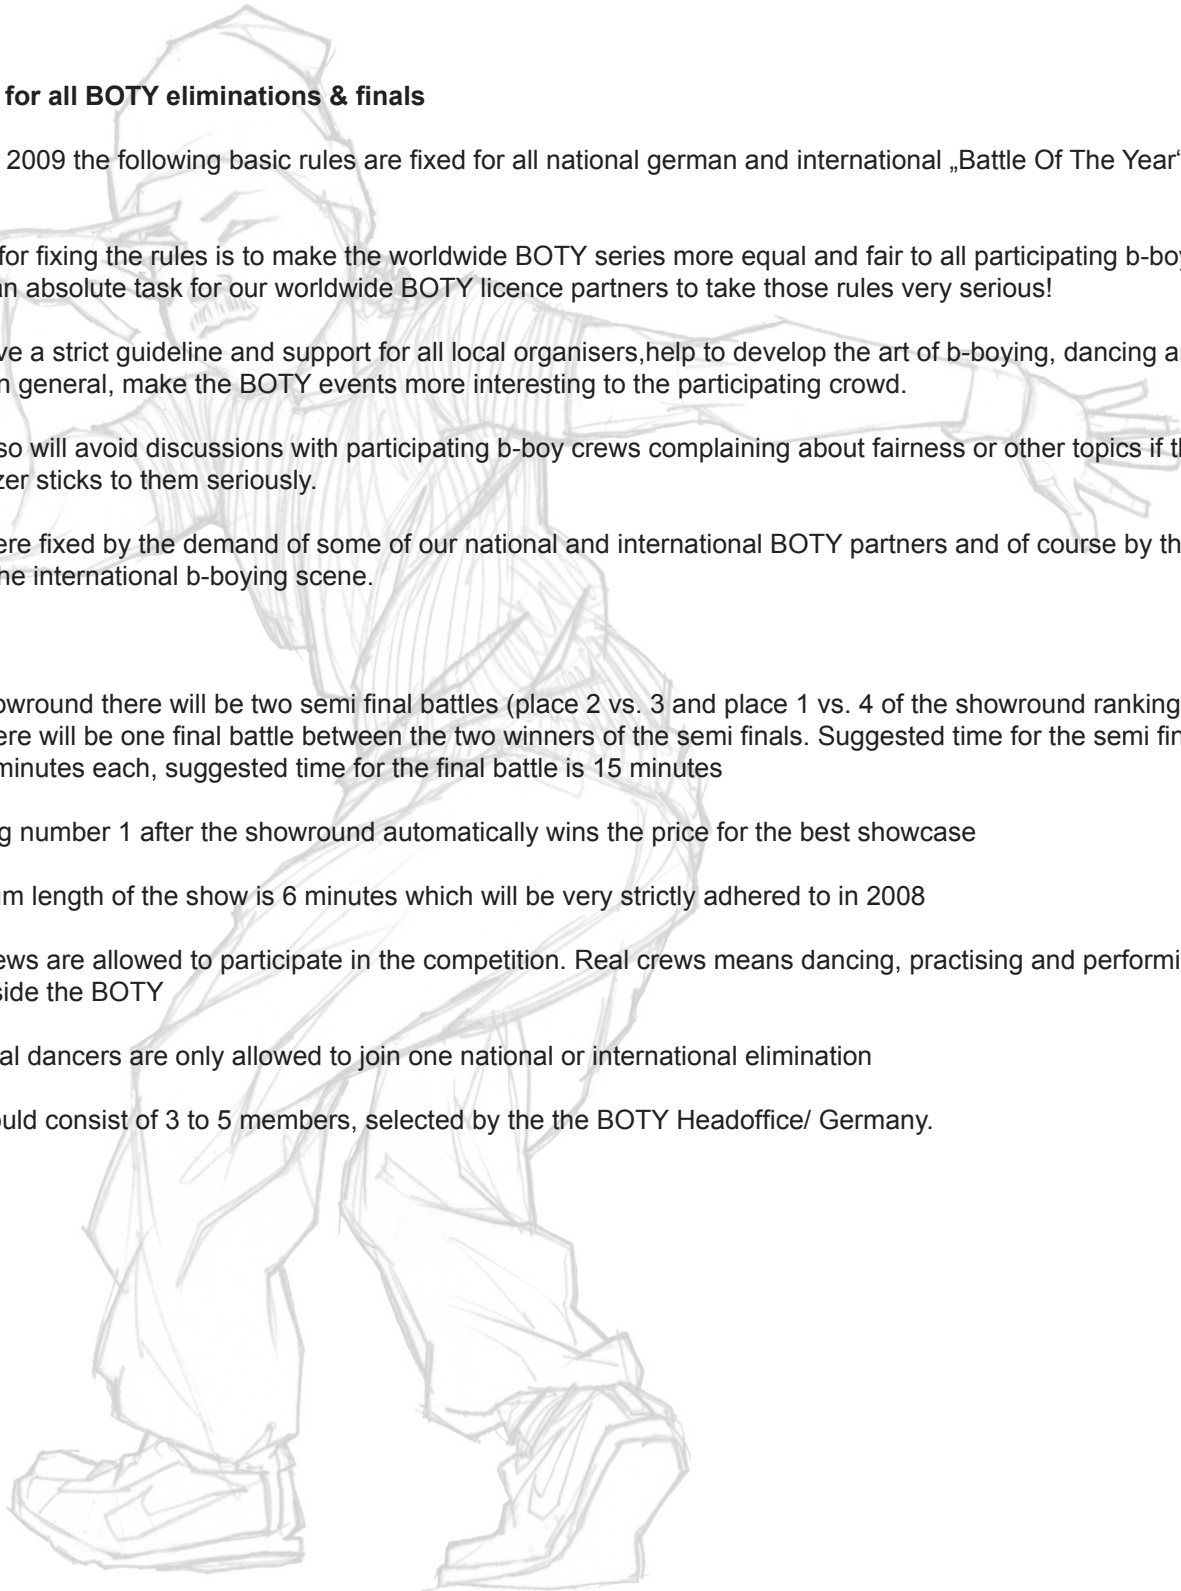 for all BOTY eliminations & finals
2009 the following basic rules are fixed for all national german and international „Battle Of The Year“
for fixing the rules is to make the worldwide BOTY series more equal and fair to all participating b-boy
an absolute task for our worldwide BOTY licence partners to take those rules very serious!
ve a strict guideline and support for all local organisers,help to develop the art of b-boying, dancing a
n general, make the BOTY events more interesting to the participating crowd.
so will avoid discussions with participating b-boy crews complaining about fairness or other topics if th
zer sticks to them seriously.
ere fixed by the demand of some of our national and international BOTY partners and of course by th
he international b-boying scene.
owround there will be two semi final battles (place 2 vs. 3 and place 1 vs. 4 of the showround ranking
ere will be one final battle between the two winners of the semi finals. Suggested time for the semi fin
minutes each, suggested time for the final battle is 15 minutes
g number 1 after the showround automatically wins the price for the best showcase
um length of the show is 6 minutes which will be very strictly adhered to in 2008
ews are allowed to participate in the competition. Real crews means dancing, practising and performi
side the BOTY
al dancers are only allowed to join one national or international elimination
ould consist of 3 to 5 members, selected by the the BOTY Headoffice/ Germany.